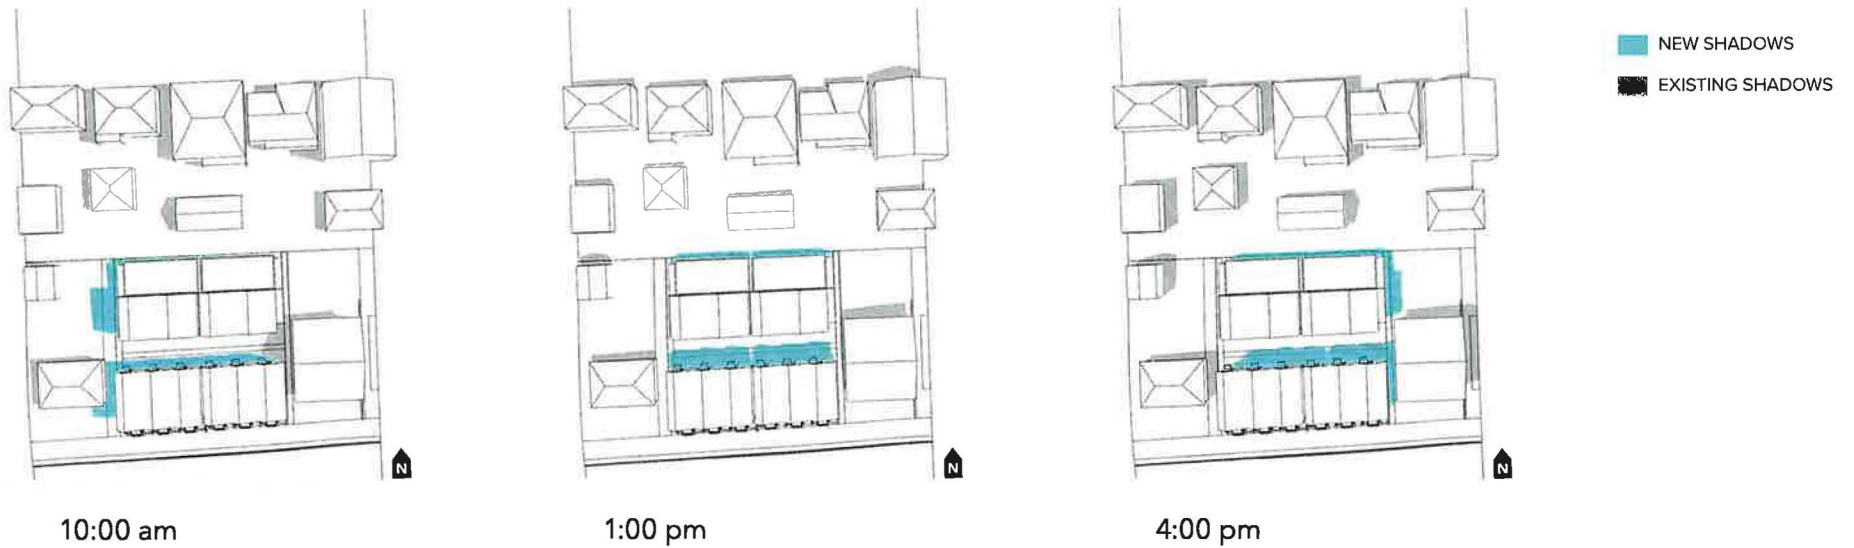 NEW SHADOWS
EXISTING SHADOWS
N
N
N
10:00 am
1:00 pm
4:00 pm